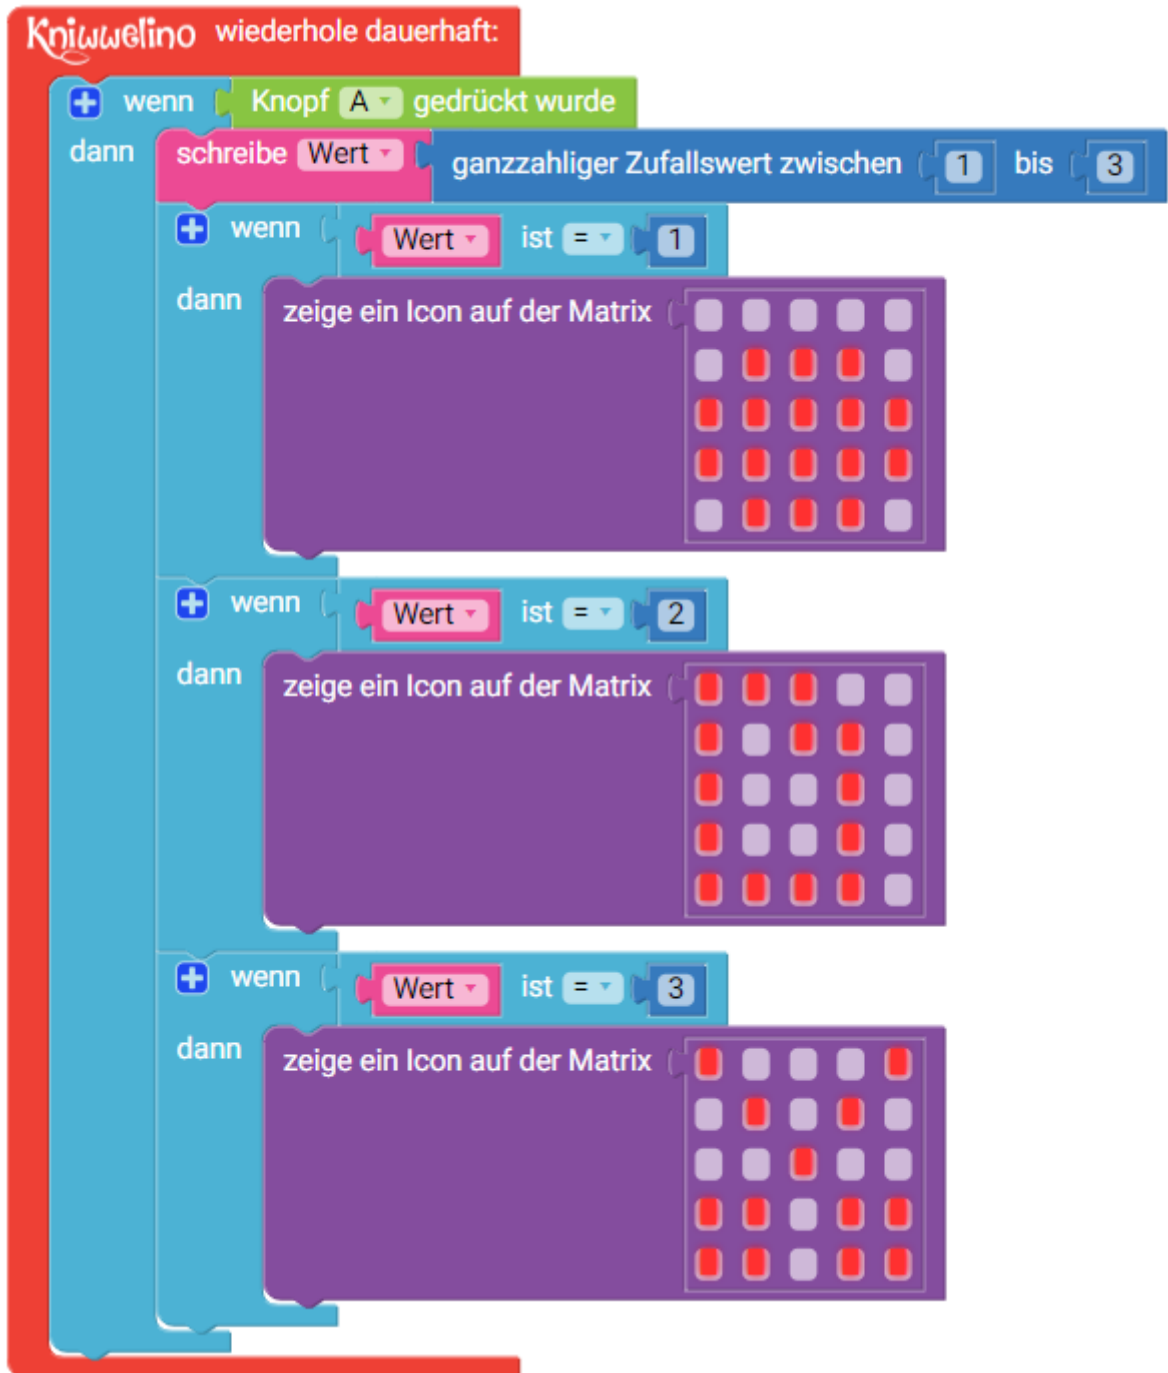 Kniwwelino wiederhole dauerhaft:
wenn Knopf A gedrückt wurde
dann schreibe Wert ganzzahliger Zufallswert zwischen 1 bis 3
wenn Wert ist = 1
dann zeige ein Icon auf der Matrix
wenn Wert ist = 2
dann zeige ein Icon auf der Matrix
wenn Wert ist = 3
dann zeige ein Icon auf der Matrix